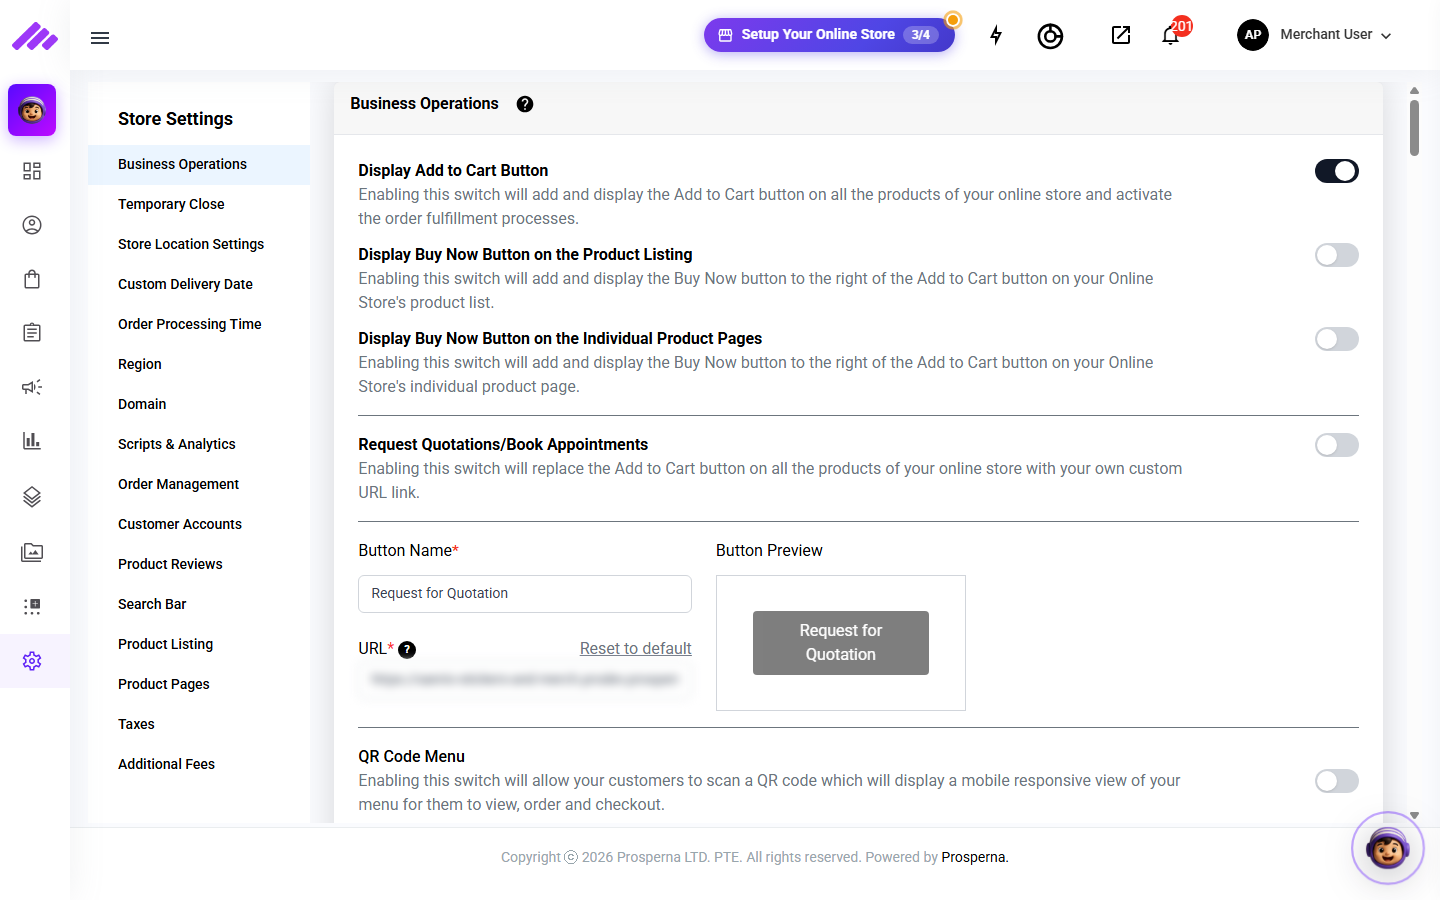 Setup Your Online Store 3/4
201
AP Merchant User
Store Settings
Business Operations
Temporary Close
Store Location Settings
Custom Delivery Date
Order Processing Time
Region
Domain
Scripts & Analytics
Order Management
Customer Accounts
Product Reviews
Search Bar
Product Listing
Product Pages
Taxes
Additional Fees
Business Operations ?
Display Add to Cart Button
Enabling this switch will add and display the Add to Cart button on all the products of your online store and activate
the order fulfillment processes.
Display Buy Now Button on the Product Listing
Enabling this switch will add and display the Buy Now button to the right of the Add to Cart button on your Online
Store's product list.
Display Buy Now Button on the Individual Product Pages
Enabling this switch will add and display the Buy Now button to the right of the Add to Cart button on your Online
Store's individual product page.
Request Quotations/Book Appointments
Enabling this switch will replace the Add to Cart button on all the products of your online store with your own custom
URL link.
Button Name*
Request for Quotation
URL* ? Reset to default
Button Preview
Request for
Quotation
QR Code Menu
Enabling this switch will allow your customers to scan a QR code which will display a mobile responsive view of your
menu for them to view, order and checkout.
Copyright © 2026 Prosperna LTD. PTE. All rights reserved. Powered by Prosperna.